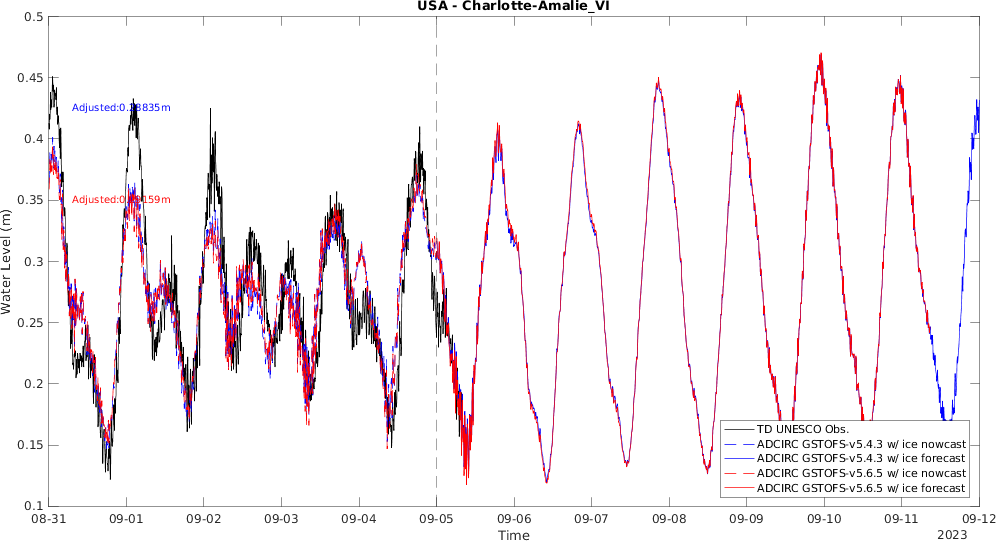 USA - Charlotte-Amalie_VI
0.5
0.45
0.4
0.35
0.3
0.25
0.2
0.15
0.1
Water Level (m)
TD UNESCO Obs.
ADCIRC GSTOFS-v5.4.3 w/ ice nowcast
ADCIRC GSTOFS-v5.4.3 w/ ice forecast
ADCIRC GSTOFS-v5.6.5 w/ ice nowcast
ADCIRC GSTOFS-v5.6.5 w/ ice forecast
08-31 09-01 09-02 09-03 09-04 09-05 09-06 09-07 09-08 09-09 09-10 09-11 09-12
Time
2023